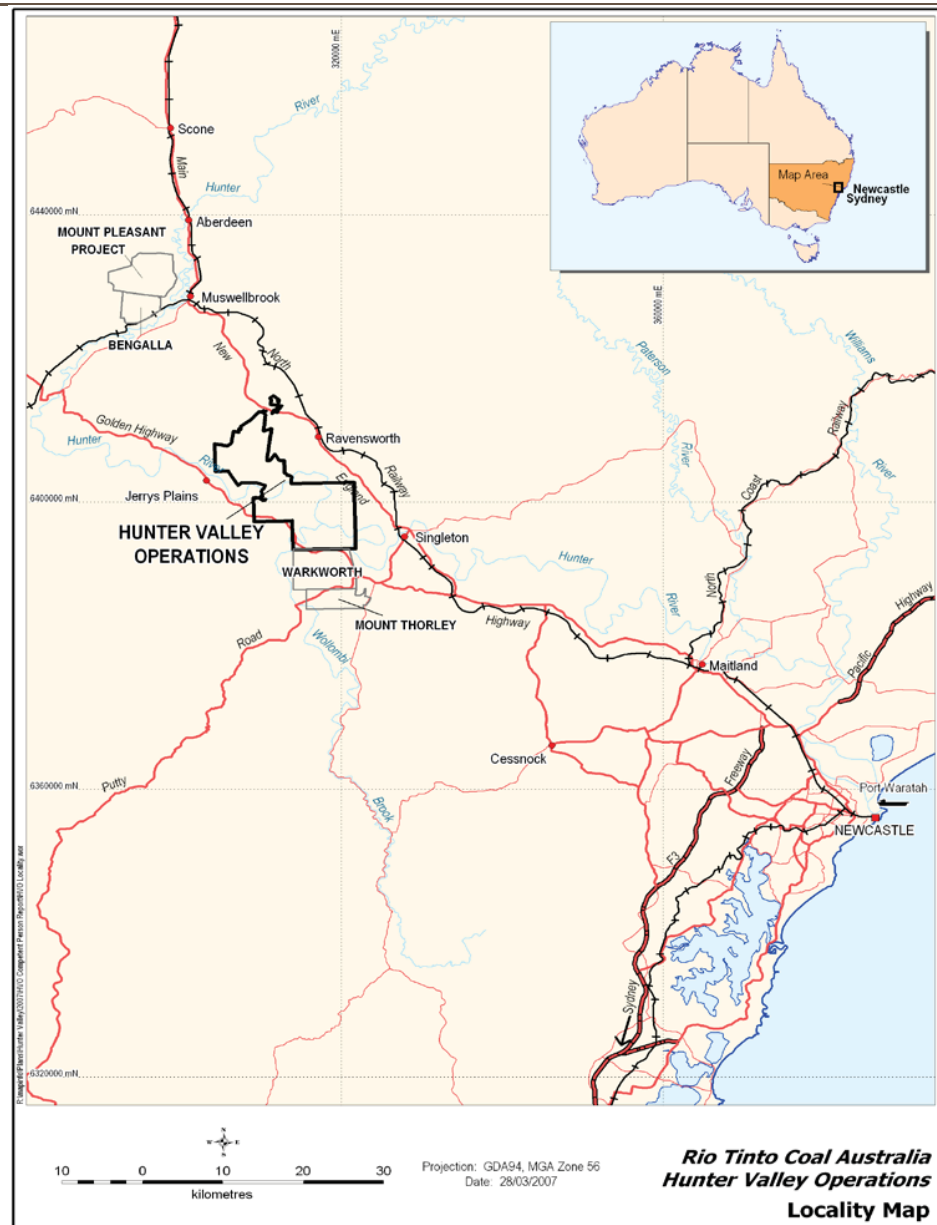 320000 mE
River
Scone
Main
Map Area
Newcastle
Sydney
Hunter
6440000 mN
Aberdeen
MOUNT PLEASANT
PROJECT
360000 mE
Muswellbrook
Williams
BENGALLA
New
North
Paterson
Golden Highway
Railway
Hunter
River
Ravensworth
River
River
Jerrys Plains
England
Railway
Coast
6400000 mN
HUNTER VALLEY
OPERATIONS
Singleton
Hunter
WARKWORTH
River
North
MOUNT THORLEY
Highway
Highway
Road
Wollombi
Maitland
Pacific
Cessnock
Putty
Freeway
6360000 mN
Port Waratah
Brook
NEWCASTLE
F3
Sydney
6320000 mN
N
W E
S
10 0 10 20 30
kilometres
Projection: GDA94, MGA Zone 56
Date: 28/03/2007
Rio Tinto Coal Australia
Hunter Valley Operations
Locality Map